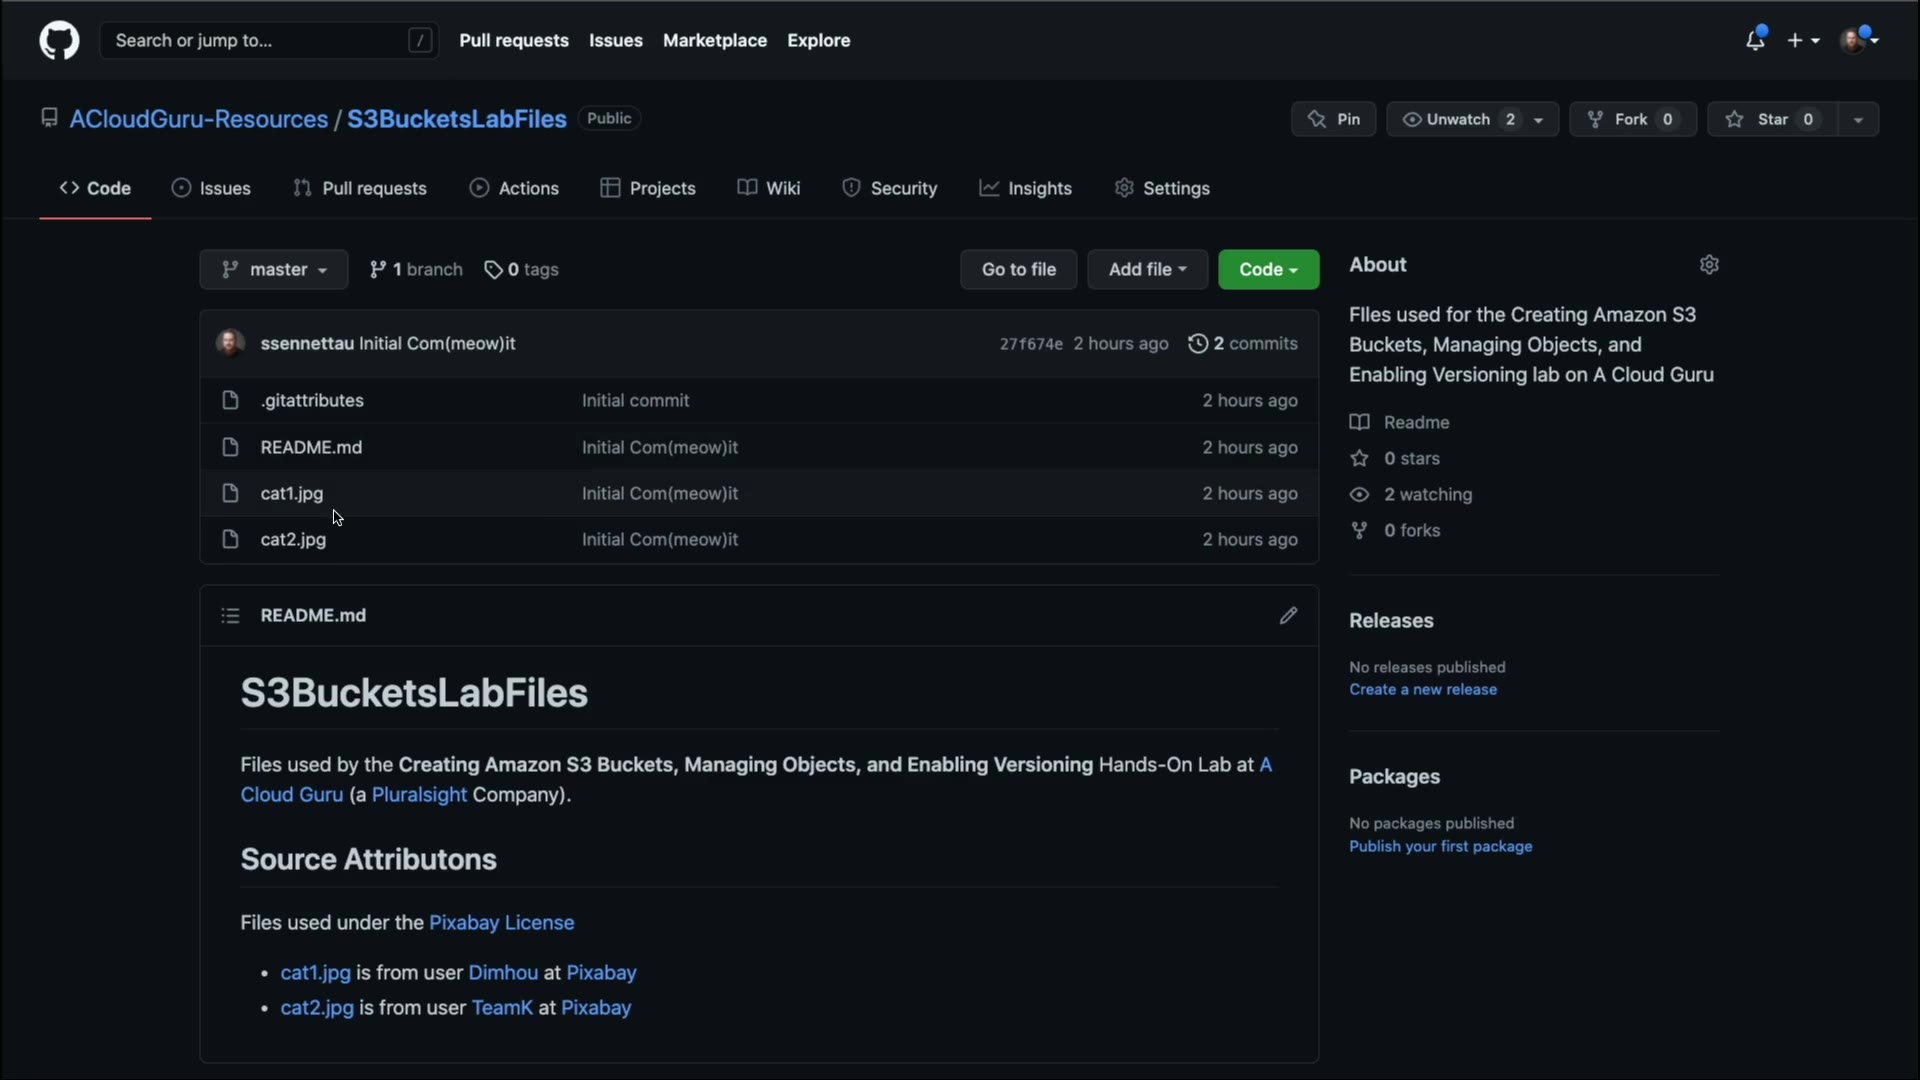 Search or jump to... /
Pull requests Issues Marketplace Explore
ACloudGuru-Resources / S3BucketsLabFiles Public
Pin Unwatch 2 Fork 0 Star 0
Code Issues Pull requests Actions Projects Wiki Security Insights Settings
master 1 branch 0 tags Go to file Add file Code
ssennettau Initial Com(meow)it 27f674e 2 hours ago 2 commits
.gitattributes Initial commit 2 hours ago
README.md Initial Com(meow)it 2 hours ago
cat1.jpg Initial Com(meow)it 2 hours ago
cat2.jpg Initial Com(meow)it 2 hours ago
README.md
S3BucketsLabFiles
Files used by the Creating Amazon S3 Buckets, Managing Objects, and Enabling Versioning Hands-On Lab at A
Cloud Guru (a Pluralsight Company).
Source Attributons
Files used under the Pixabay License
• cat1.jpg is from user Dimhou at Pixabay
• cat2.jpg is from user TeamK at Pixabay
About
FIles used for the Creating Amazon S3
Buckets, Managing Objects, and
Enabling Versioning lab on A Cloud Guru
Readme
0 stars
2 watching
0 forks
Releases
No releases published
Create a new release
Packages
No packages published
Publish your first package